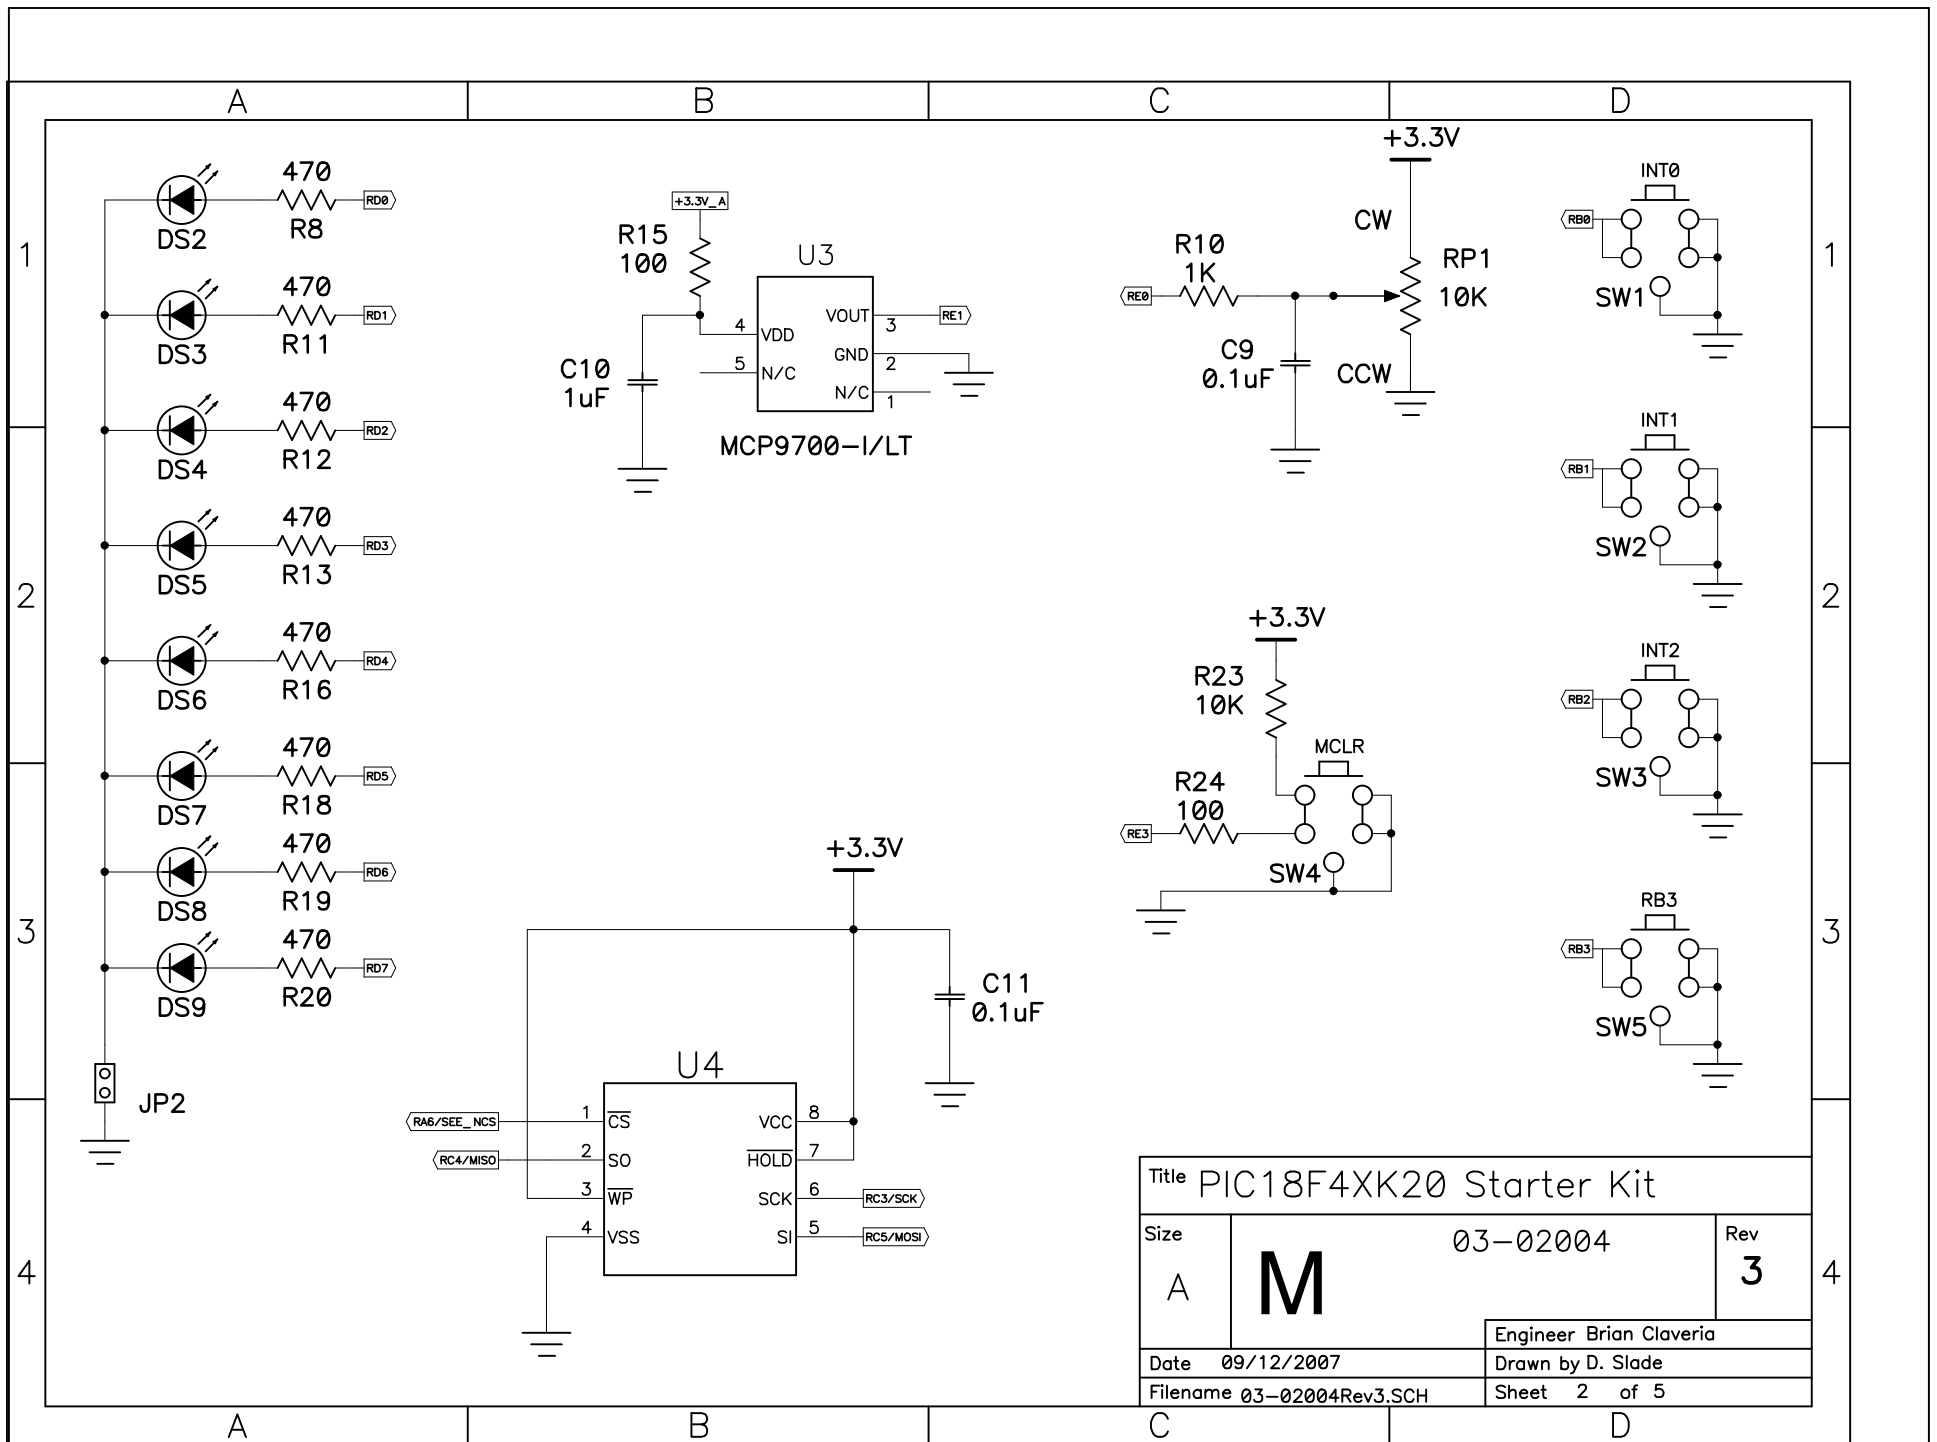 A B C D
1
2
3
4
1
2
3
4
470
DS2 R8 RD0
470
DS3 R11 RD1
470
DS4 R12 RD2
470
DS5 R13 RD3
470
DS6 R16 RD4
470
DS7 R18 RD5
470
DS8 R19 RD6
470
DS9 R20 RD7
JP2
+3.3V_A
R15
100
C10
1uF
U3
4 VDD
5 N/C
VOUT 3
GND 2
N/C 1
RE1
MCP9700-I/LT
+3.3V
CW
R10
1K
RE0
RP1
10K
C9
0.1uF
CCW
INT0
RB0
SW1
INT1
RB1
SW2
INT2
RB2
SW3
RB3
RB3
SW5
+3.3V
R23
10K
MCLR
R24
100
RE3
SW4
+3.3V
C11
0.1uF
U4
RA6/SEE_NCS 1 CS
RC4/MISO 2 SO
3 WP
4 VSS
VCC 8
HOLD 7
SCK 6 RC3/SCK
SI 5 RC5/MOSI
Title PIC18F4XK20 Starter Kit
Size
A
M
03-02004
Rev
3
Engineer Brian Claveria
Date 09/12/2007
Drawn by D. Slade
Filename 03-02004Rev3.SCH
Sheet 2 of 5
A B C D